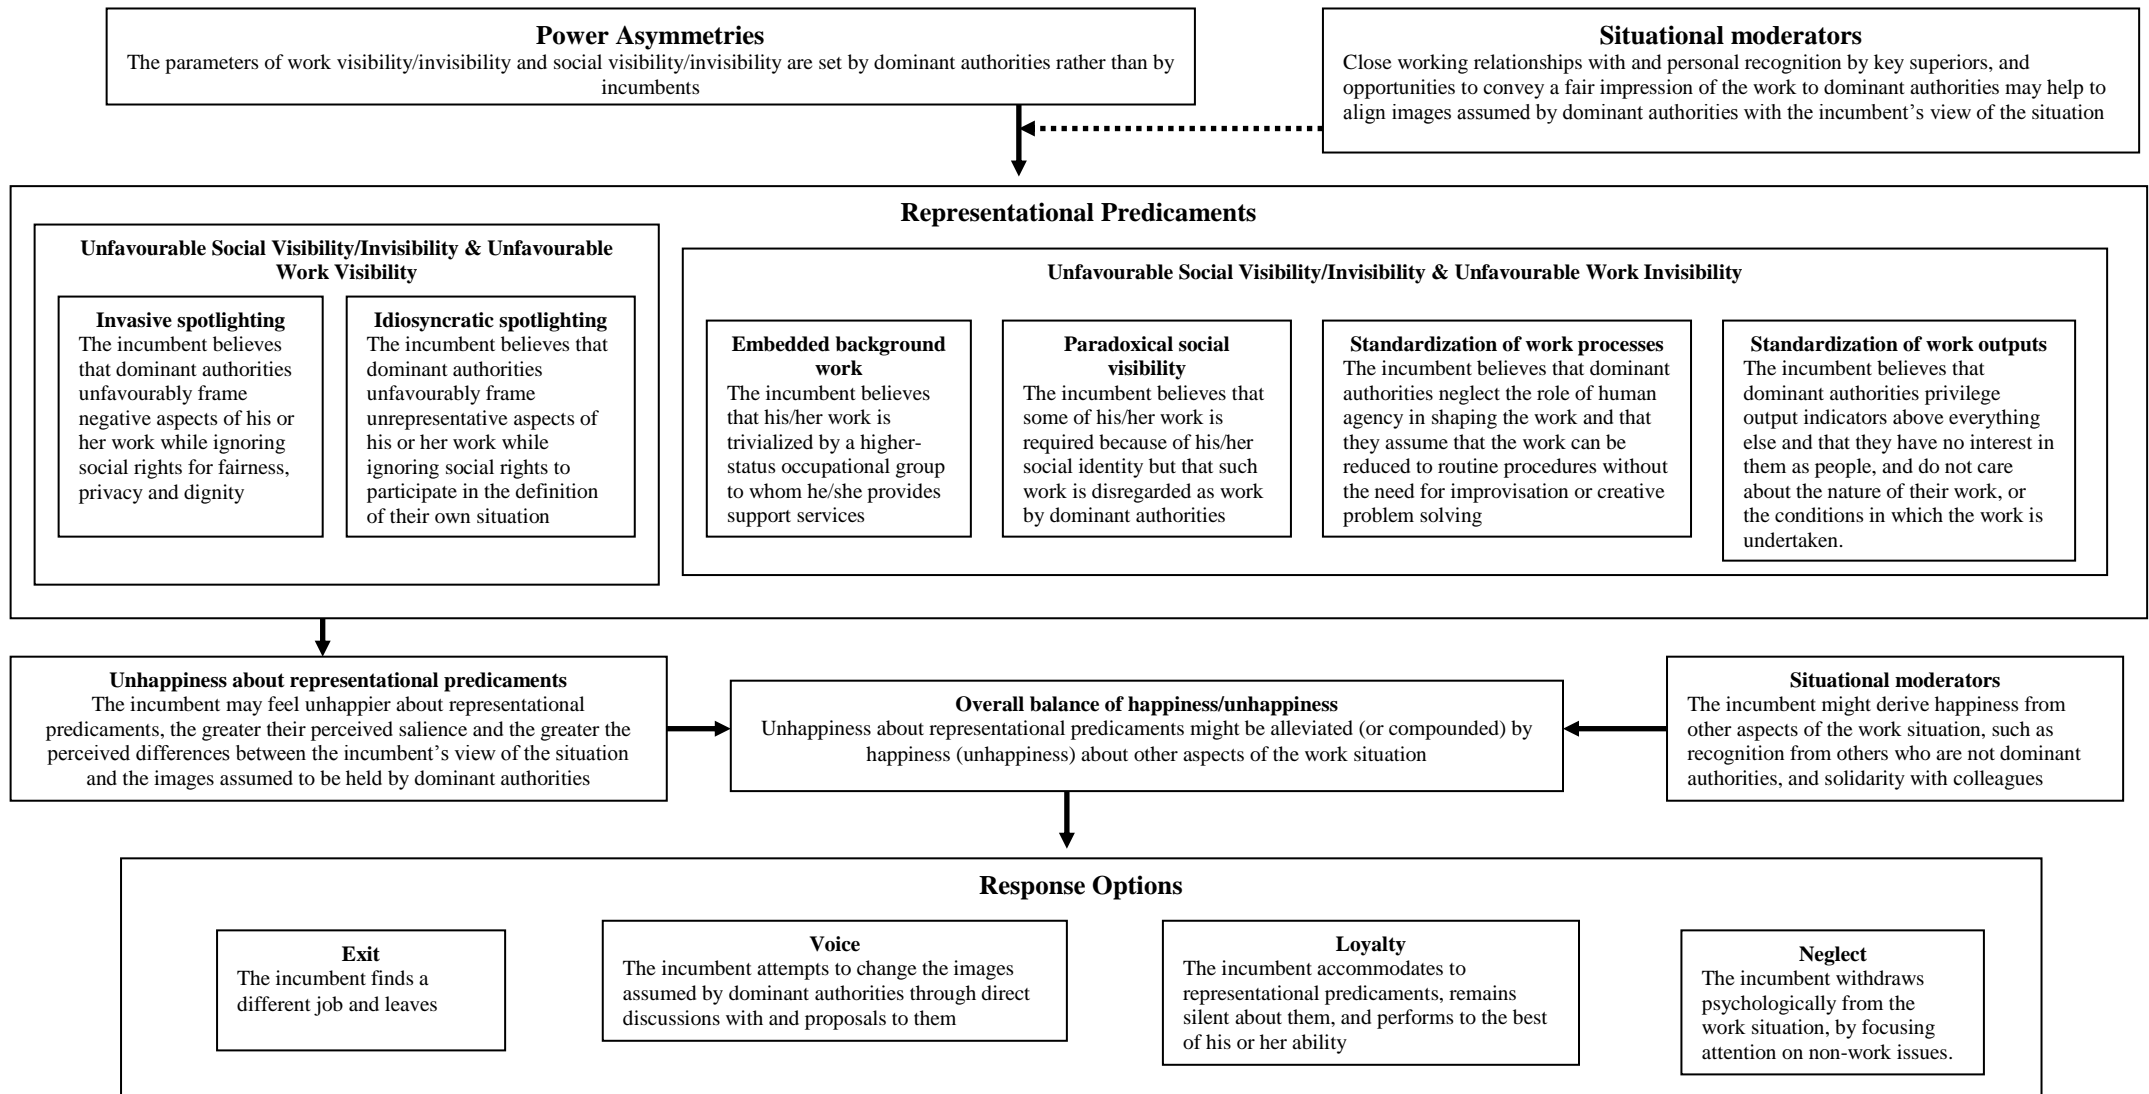 Power Asymmetries
The parameters of work visibility/invisibility and social visibility/invisibility are set by dominant authorities rather than by
incumbents
Situational moderators
Close working relationships with and personal recognition by key superiors, and
opportunities to convey a fair impression of the work to dominant authorities may help to
align images assumed by dominant authorities with the incumbent's view of the situation
Representational Predicaments
Unfavourable Social Visibility/Invisibility & Unfavourable
Work Visibility
Invasive spotlighting
The incumbent believes
that dominant authorities
unfavourably frame
negative aspects of his or
her work while ignoring
social rights for fairness,
privacy and dignity
Idiosyncratic spotlighting
The incumbent believes that
dominant authorities
unfavourably frame
unrepresentative aspects of
his or her work while
ignoring social rights to
participate in the definition
of their own situation
Unfavourable Social Visibility/Invisibility & Unfavourable Work Invisibility
Embedded background
work
The incumbent believes
that his/her work is
trivialized by a higher-
status occupational group
to whom he/she provides
support services
Paradoxical social
visibility
The incumbent believes that
some of his/her work is
required because of his/her
social identity but that such
work is disregarded as work
by dominant authorities
Standardization of work processes
The incumbent believes that dominant
authorities neglect the role of human
agency in shaping the work and that
they assume that the work can be
reduced to routine procedures without
the need for improvisation or creative
problem solving
Standardization of work outputs
The incumbent believes that
dominant authorities privilege
output indicators above everything
else and that they have no interest in
them as people, and do not care
about the nature of their work, or
the conditions in which the work is
undertaken.
Unhappiness about representational predicaments
The incumbent may feel unhappier about representational
predicaments, the greater their perceived salience and the greater the
perceived differences between the incumbent's view of the situation
and the images assumed to be held by dominant authorities
Overall balance of happiness/unhappiness
Unhappiness about representational predicaments might be alleviated (or compounded) by
happiness (unhappiness) about other aspects of the work situation
Situational moderators
The incumbent might derive happiness from
other aspects of the work situation, such as
recognition from others who are not dominant
authorities, and solidarity with colleagues
Response Options
Exit
The incumbent finds a
different job and leaves
Voice
The incumbent attempts to change the images
assumed by dominant authorities through direct
discussions with and proposals to them
Loyalty
The incumbent accommodates to
representational predicaments, remains
silent about them, and performs to the best
of his or her ability
Neglect
The incumbent withdraws
psychologically from the
work situation, by focusing
attention on non-work issues.